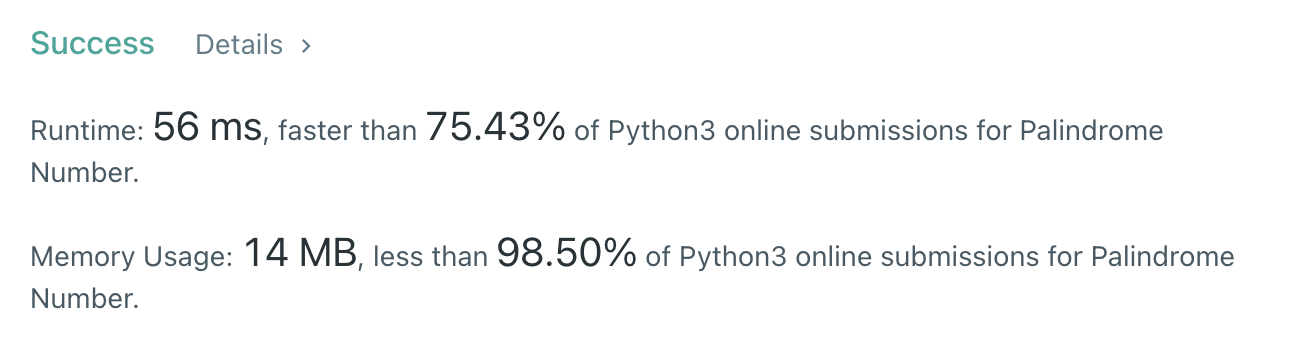 Success Details >
Runtime: 56 ms, faster than 75.43% of Python3 online submissions for Palindrome
Number.
Memory Usage: 14 MB, less than 98.50% of Python3 online submissions for Palindrome
Number.